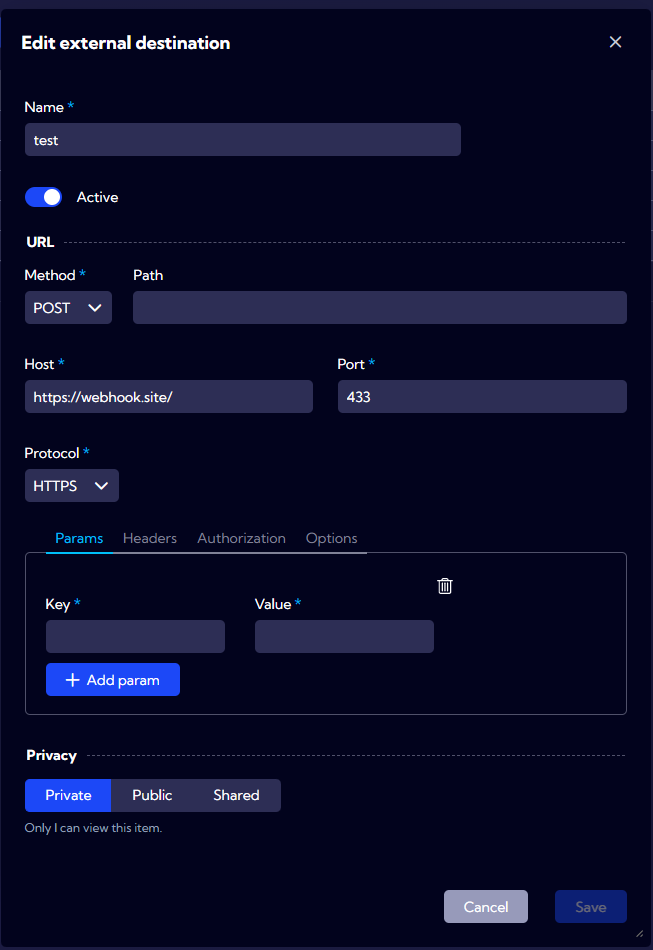 Edit external destination
Name *
test
Active
URL
Method * Path
POST
Host * Port *
https://webhook.site/ 433
Protocol *
HTTPS
Params Headers Authorization Options
Key * Value *
Add param
Privacy
Private Public Shared
Only I can view this item.
Cancel Save